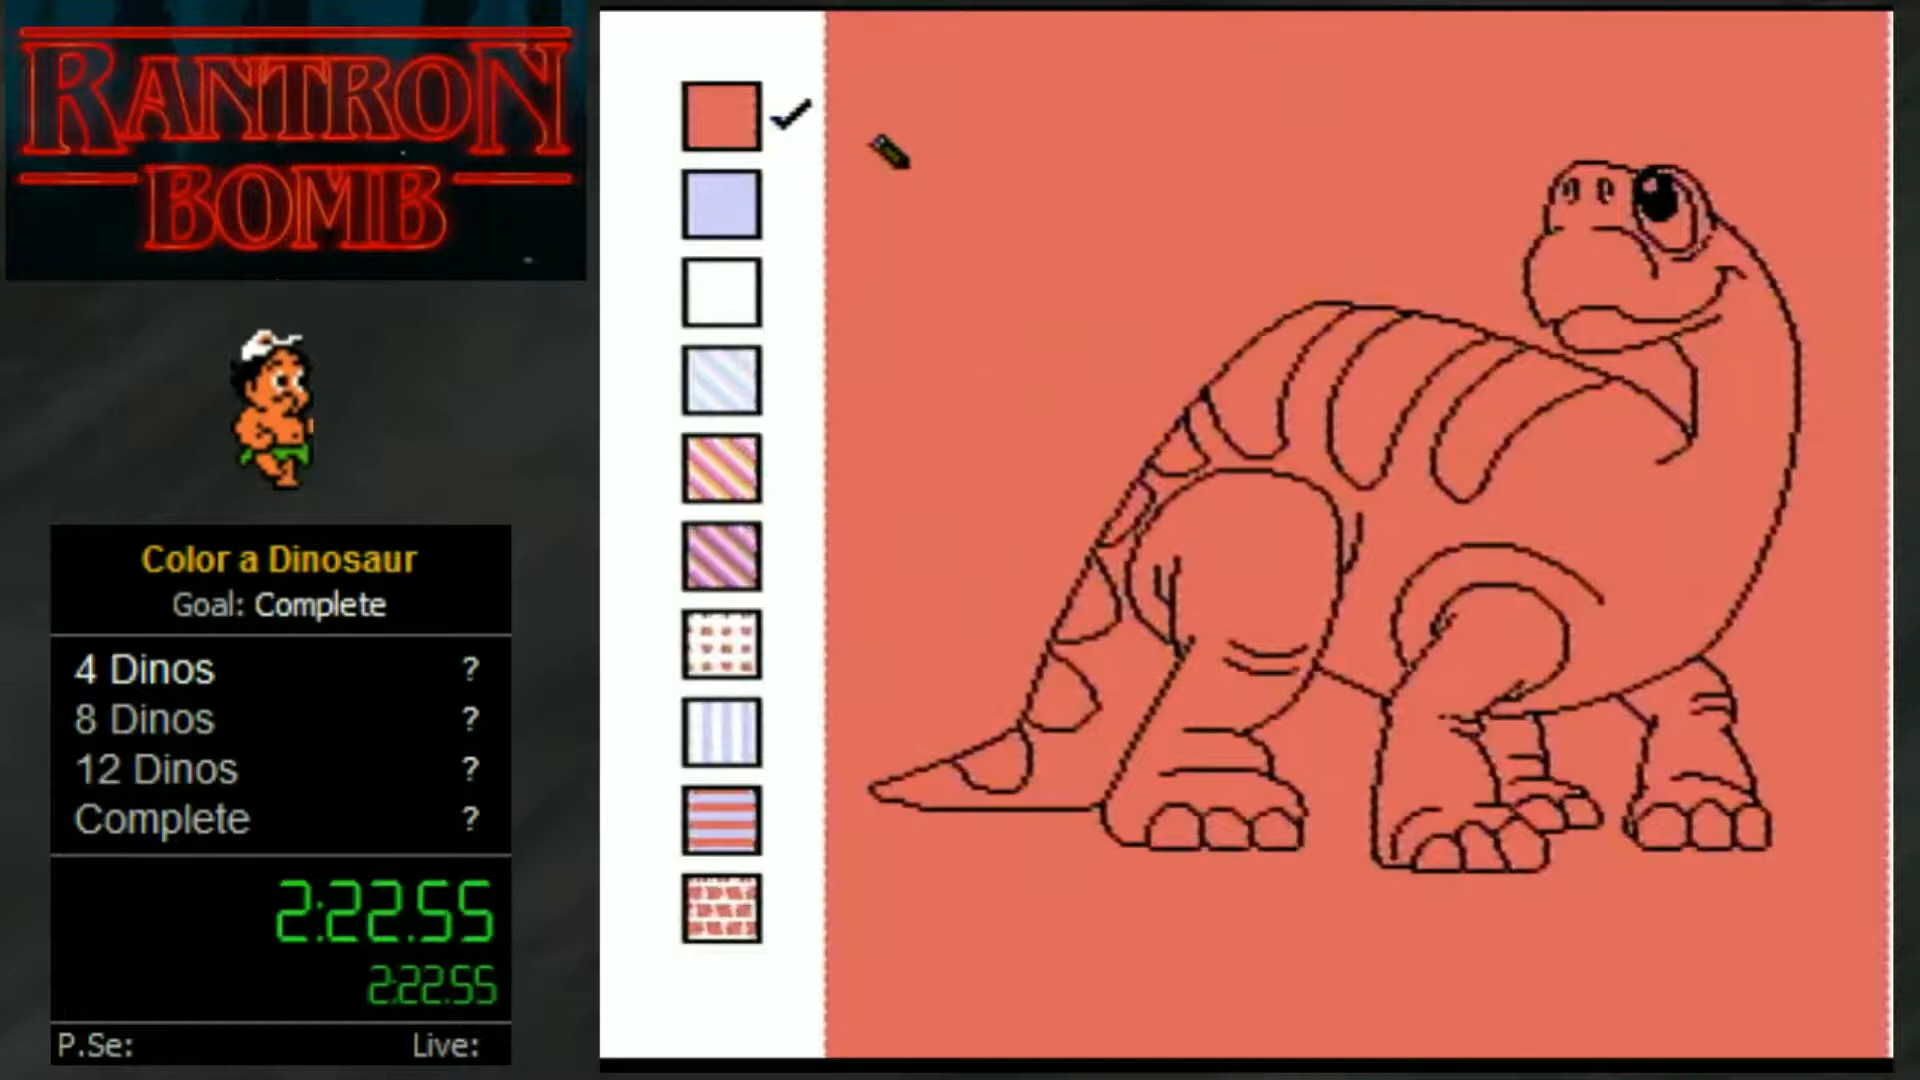 RANTRON
BOMB
Color a Dinosaur
Goal: Complete
4 Dinos ?
8 Dinos ?
12 Dinos ?
Complete ?
2:22.55
2:22.55
P.Se: Live: